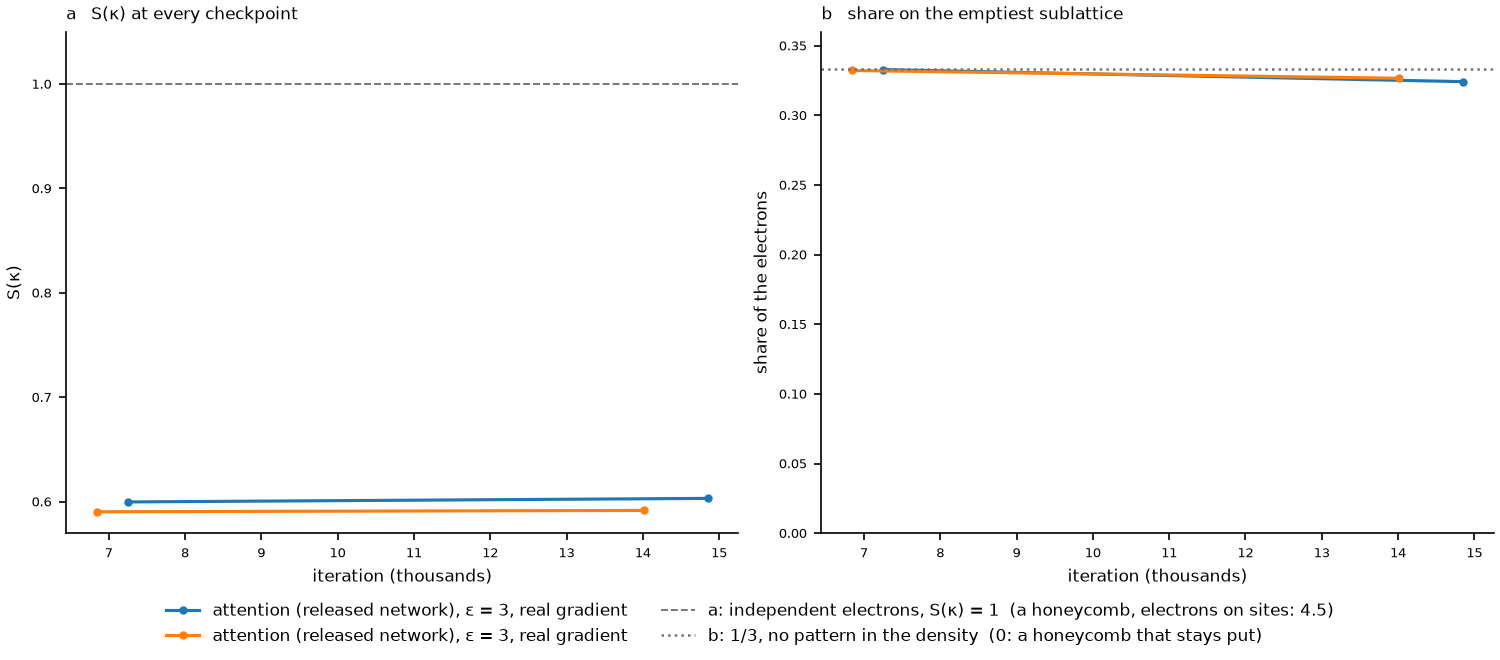 a   S(κ) at every checkpoint
1.0
0.9
0.8
0.7
0.6
S(κ)
7 8 9 10 11 12 13 14 15
iteration (thousands)
b   share on the emptiest sublattice
0.35
0.30
0.25
0.20
0.15
0.10
0.05
0.00
share of the electrons
7 8 9 10 11 12 13 14 15
iteration (thousands)
attention (released network), ε = 3, real gradient
attention (released network), ε = 3, real gradient
a: independent electrons, S(κ) = 1  (a honeycomb, electrons on sites: 4.5)
b: 1/3, no pattern in the density  (0: a honeycomb that stays put)